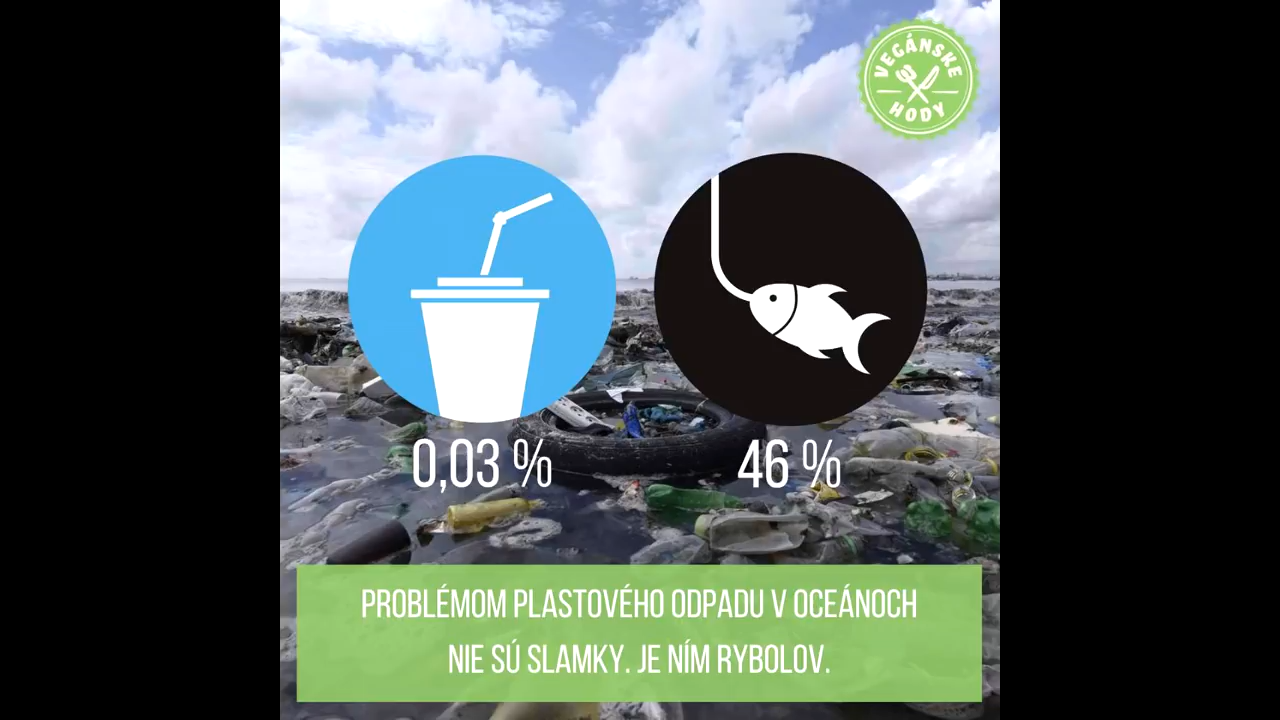 VEGÁNSKE
HODY
0,03 %
46 %
PROBLÉMOM PLASTOVÉHO ODPADU V OCEÁNOCH
NIE SÚ SLAMKY. JE NÍM RYBOLOV.